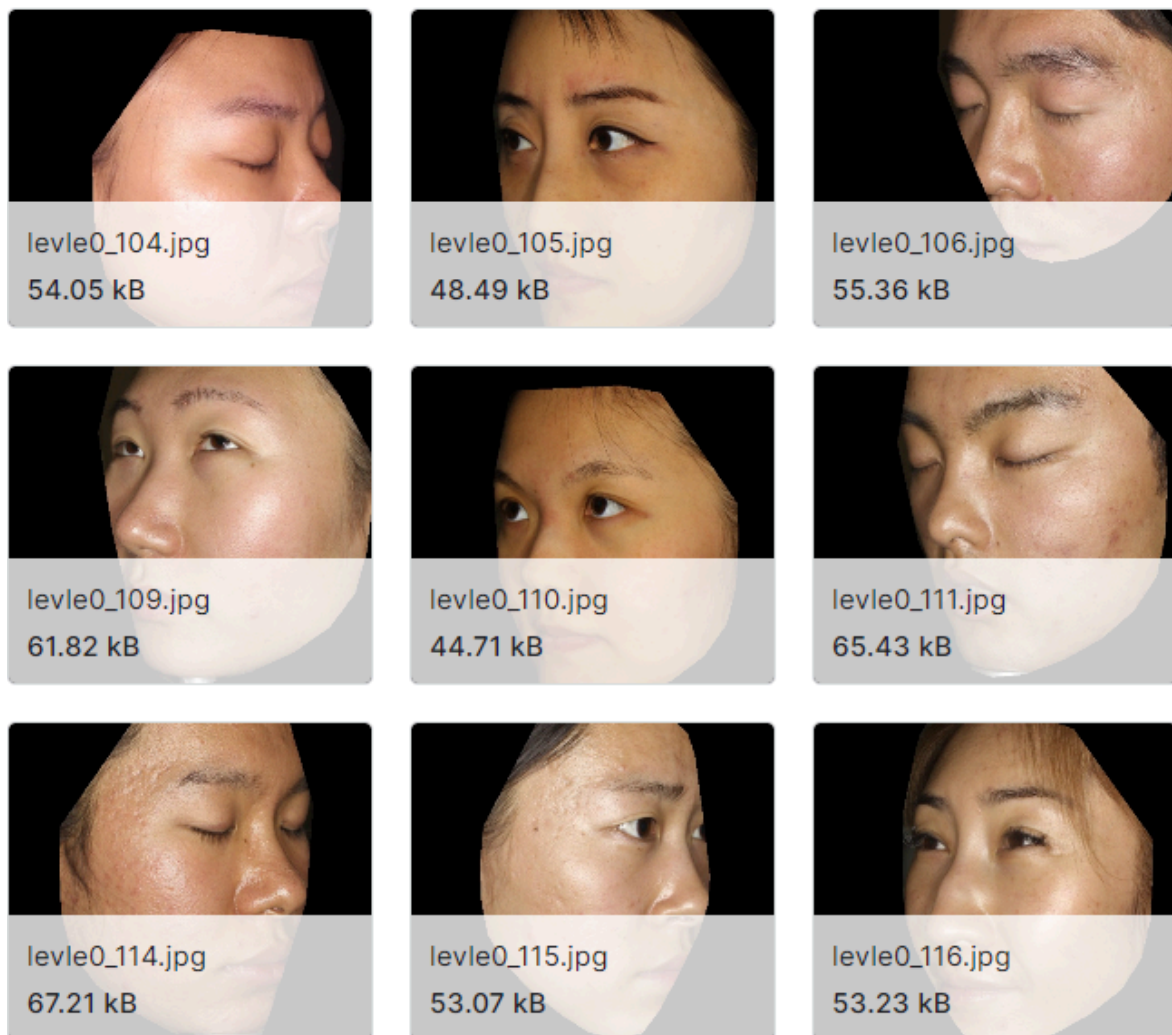 levle0_104.jpg
54.05 kB
levle0_105.jpg
48.49 kB
levle0_106.jpg
55.36 kB
levle0_109.jpg
61.82 kB
levle0_110.jpg
44.71 kB
levle0_111.jpg
65.43 kB
levle0_114.jpg
67.21 kB
levle0_115.jpg
53.07 kB
levle0_116.jpg
53.23 kB